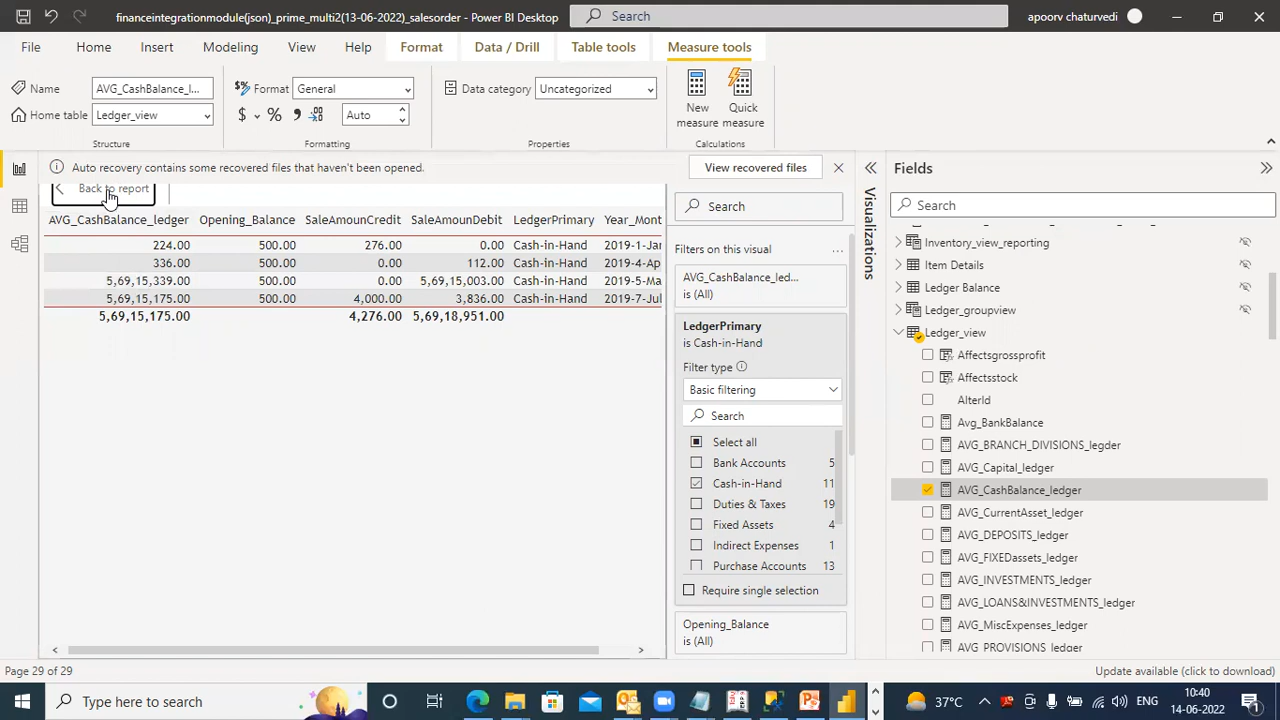 financeintegrationmodule(json)_prime_multi2(13-06-2022)_salesorder - Power BI Desktop
Search
apoorv chaturvedi
File
Home
Insert
Modeling
View
Help
Format
Data / Drill
Table tools
Measure tools
Name
AVG_CashBalance_l...
Home table
Ledger_view
Structure
Format
General
$
%
,
Auto
Formatting
Data category
Uncategorized
Properties
New measure
Quick measure
Calculations
Auto recovery contains some recovered files that haven't been opened.
View recovered files
Back to report
AVG_CashBalance_ledger Opening_Balance SaleAmounCredit SaleAmounDebit LedgerPrimary Year_Mont
224.00 500.00 276.00 0.00 Cash-in-Hand 2019-1-Jan
336.00 500.00 0.00 112.00 Cash-in-Hand 2019-4-Ap
5,69,15,339.00 500.00 0.00 5,69,15,003.00 Cash-in-Hand 2019-5-Ma
5,69,15,175.00 500.00 4,000.00 3,836.00 Cash-in-Hand 2019-7-Jul
5,69,15,175.00 4,276.00 5,69,18,951.00
Search
Filters on this visual ...
AVG_CashBalance_led...
is (All)
LedgerPrimary
is Cash-in-Hand
Filter type
Basic filtering
Search
Select all
Bank Accounts 5
Cash-in-Hand 11
Duties & Taxes 19
Fixed Assets 4
Indirect Expenses 1
Purchase Accounts 13
Require single selection
Opening_Balance
is (All)
Visualizations
Fields
Search
Inventory_view_reporting
Item Details
Ledger Balance
Ledger_groupview
Ledger_view
Affectsgrossprofit
Affectsstock
AlterId
Avg_BankBalance
AVG_BRANCH_DIVISIONS_legder
AVG_Capital_ledger
AVG_CashBalance_ledger
AVG_CurrentAsset_ledger
AVG_DEPOSITS_ledger
AVG_FIXEDassets_ledger
AVG_INVESTMENTS_ledger
AVG_LOANS&INVESTMENTS_ledger
AVG_MiscExpenses_ledger
AVG_PROVISIONS_ledger
Page 29 of 29
Update available (click to download)
Type here to search
37°C
ENG
10:40
14-06-2022
1